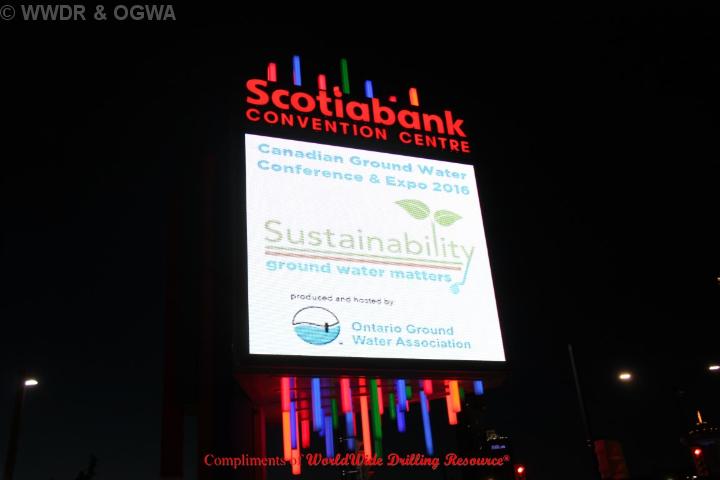 © WWDR & OGWA
Scotiabank
CONVENTION CENTRE
Canadian Ground Water
Conference & Expo 2016
Sustainability
ground water matters
produced and hosted by
Ontario Ground
Water Association
Compliments of WorldWide Drilling Resource®